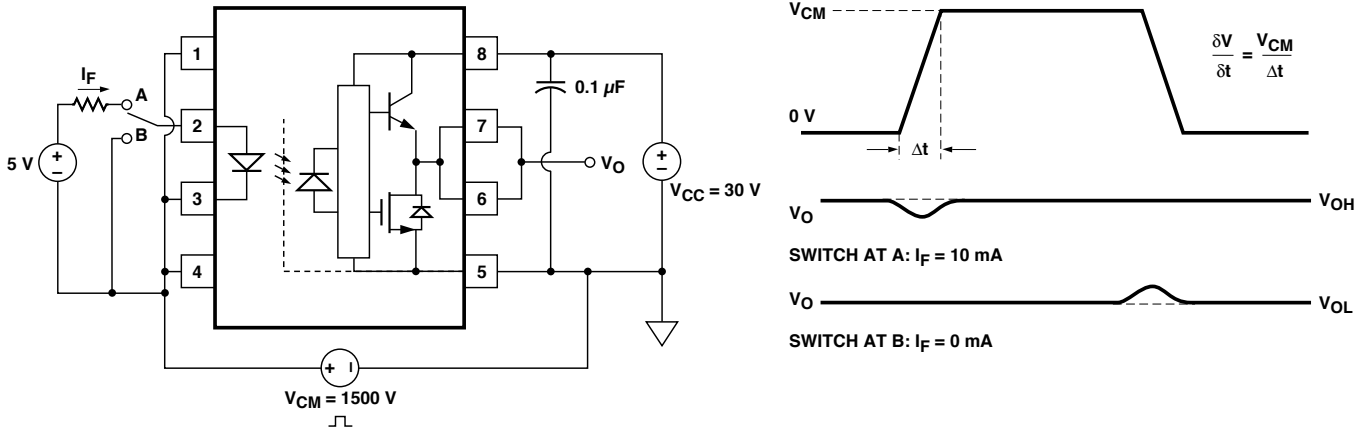 I_F
A
B
5 V
+
–
1
2
3
4
8
7
6
5
0.1 µF
V_O
+
–
V_CC = 30 V
+ –
V_CM = 1500 V
V_CM
0 V
Δt
δV/δt = V_CM/Δt
V_O
V_OH
SWITCH AT A: I_F = 10 mA
V_O
V_OL
SWITCH AT B: I_F = 0 mA